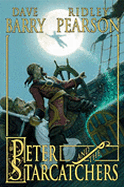 DAVE RIDLEY
BARRY PEARSON
PETER AND THE
STARCATCHERS